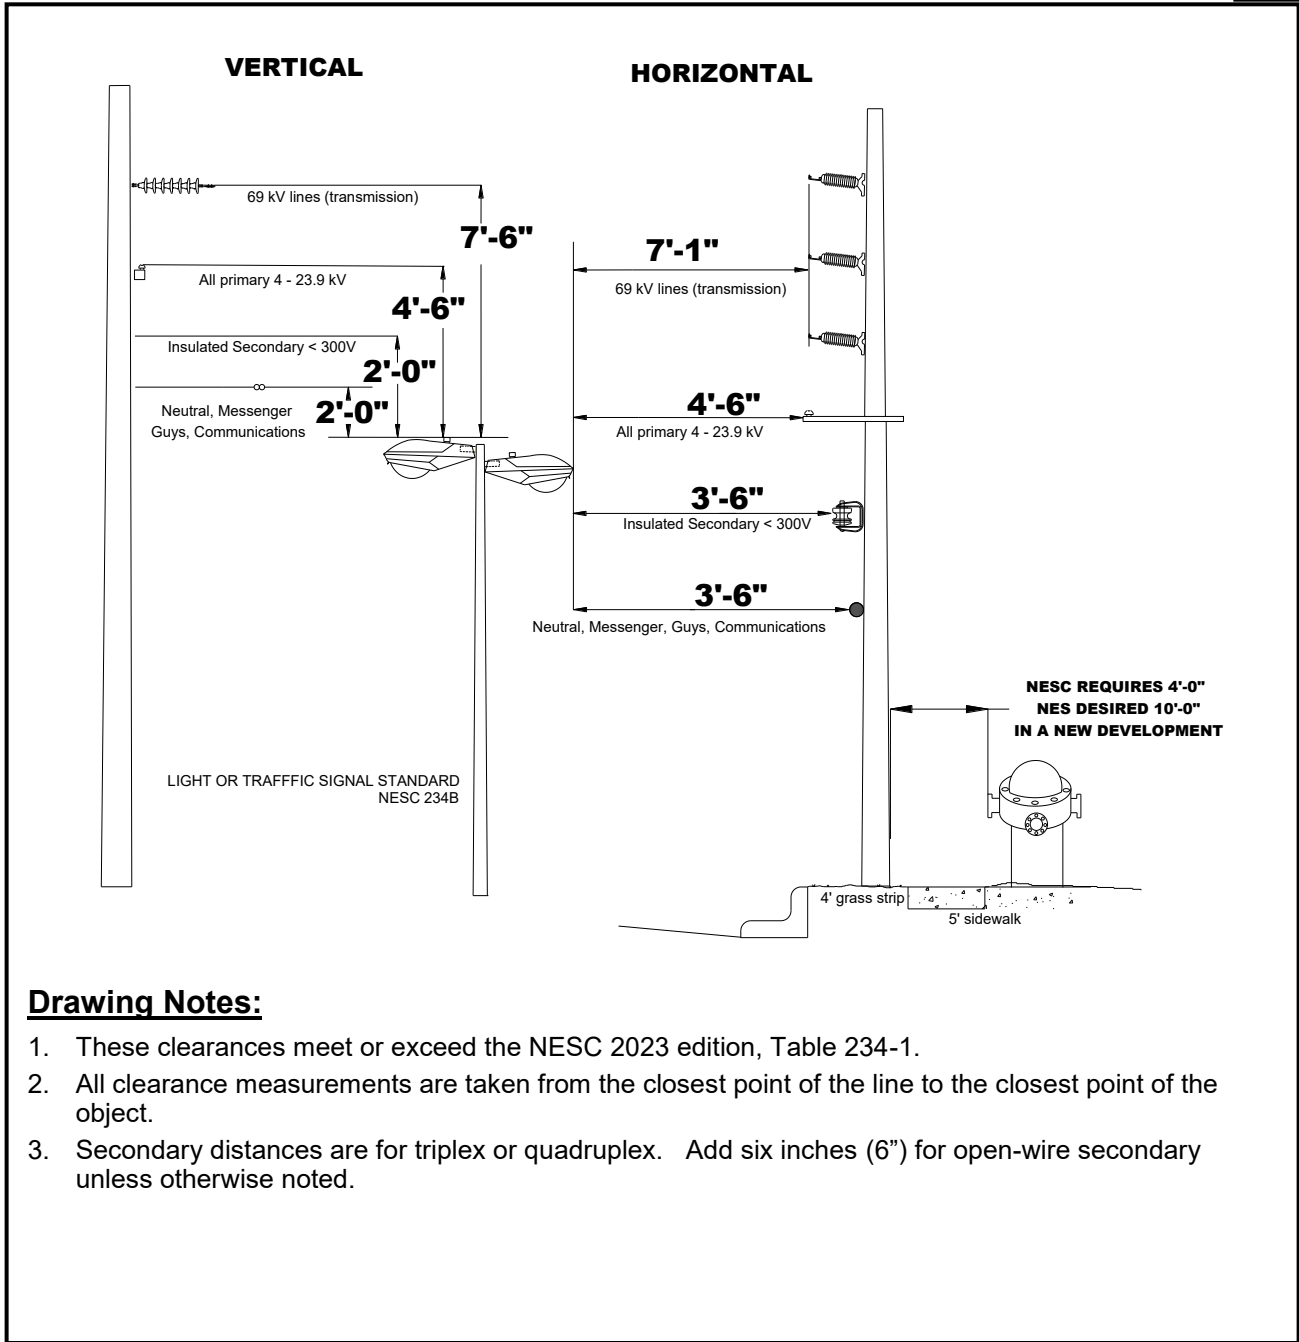 VERTICAL
HORIZONTAL
69 kV lines (transmission)
7'-6"
All primary 4 - 23.9 kV
4'-6"
Insulated Secondary < 300V
2'-0"
Neutral, Messenger
Guys, Communications
2'-0"
7'-1"
69 kV lines (transmission)
4'-6"
All primary 4 - 23.9 kV
3'-6"
Insulated Secondary < 300V
3'-6"
Neutral, Messenger, Guys, Communications
NESC REQUIRES 4'-0"
NES DESIRED 10'-0"
IN A NEW DEVELOPMENT
LIGHT OR TRAFFFIC SIGNAL STANDARD
NESC 234B
4' grass strip
5' sidewalk
Drawing Notes:
1. These clearances meet or exceed the NESC 2023 edition, Table 234-1.
2. All clearance measurements are taken from the closest point of the line to the closest point of the
object.
3. Secondary distances are for triplex or quadruplex. Add six inches (6”) for open-wire secondary
unless otherwise noted.